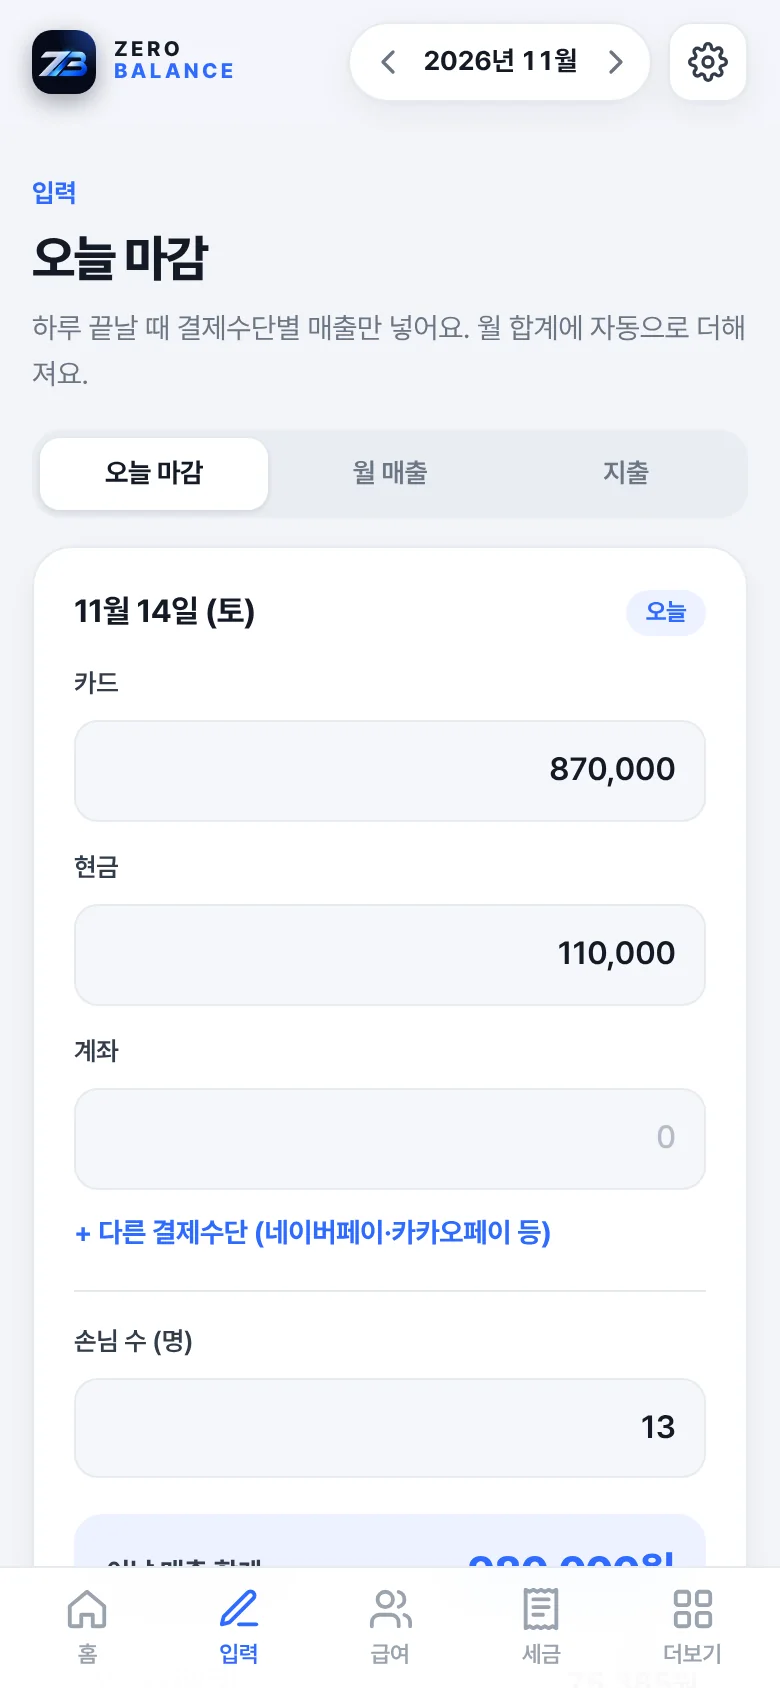 ZERO
BALANCE
2026년 11월
입력
오늘 마감
하루 끝날 때 결제수단별 매출만 넣어요. 월 합계에 자동으로 더해
져요.
오늘 마감
월 매출
지출
11월 14일 (토)
오늘
카드
870,000
현금
110,000
계좌
0
+ 다른 결제수단 (네이버페이·카카오페이 등)
손님 수 (명)
13
980,000원
홈
입력
급여
세금
더보기